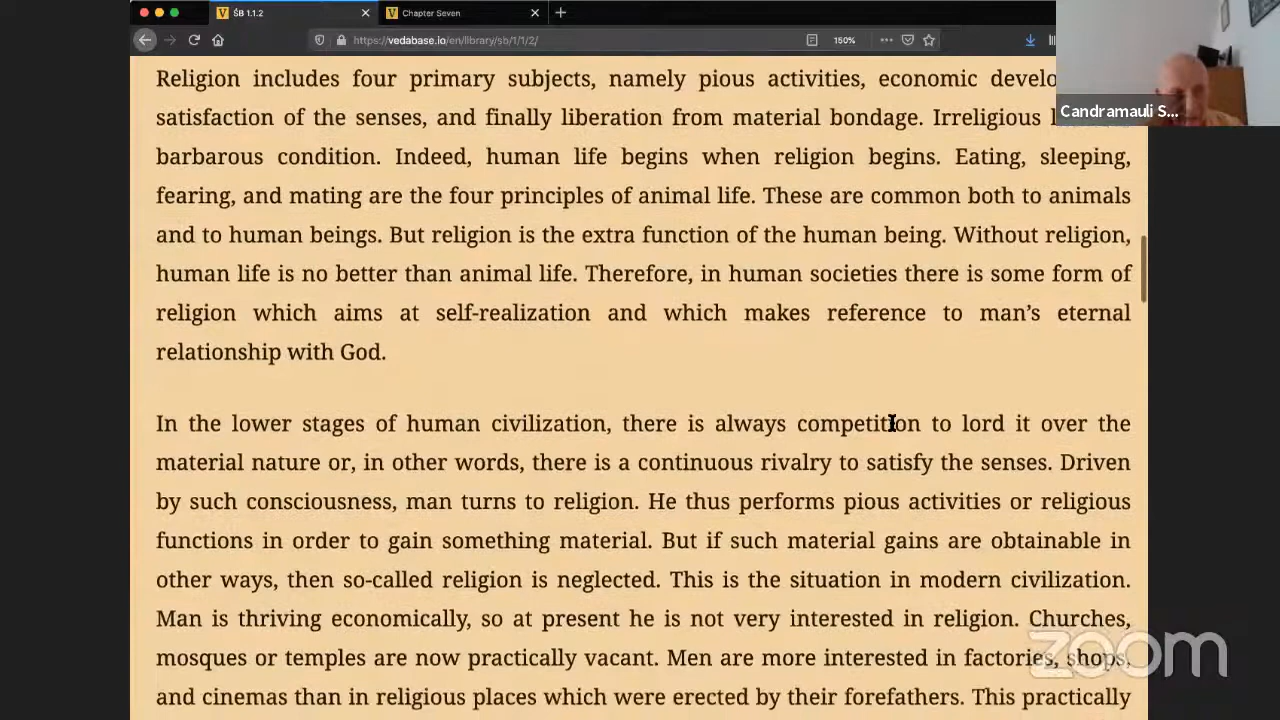 ŚB 1.1.2
Chapter Seven
https://vedabase.io/en/library/sb/1/1/2/
150%
Candramauli S...
Religion includes four primary subjects, namely pious activities, economic develo
satisfaction of the senses, and finally liberation from material bondage. Irreligious
barbarous condition. Indeed, human life begins when religion begins. Eating, sleeping,
fearing, and mating are the four principles of animal life. These are common both to animals
and to human beings. But religion is the extra function of the human being. Without religion,
human life is no better than animal life. Therefore, in human societies there is some form of
religion which aims at self-realization and which makes reference to man’s eternal
relationship with God.
In the lower stages of human civilization, there is always competition to lord it over the
material nature or, in other words, there is a continuous rivalry to satisfy the senses. Driven
by such consciousness, man turns to religion. He thus performs pious activities or religious
functions in order to gain something material. But if such material gains are obtainable in
other ways, then so-called religion is neglected. This is the situation in modern civilization.
Man is thriving economically, so at present he is not very interested in religion. Churches,
mosques or temples are now practically vacant. Men are more interested in factories, shops,
and cinemas than in religious places which were erected by their forefathers. This practically
zoom